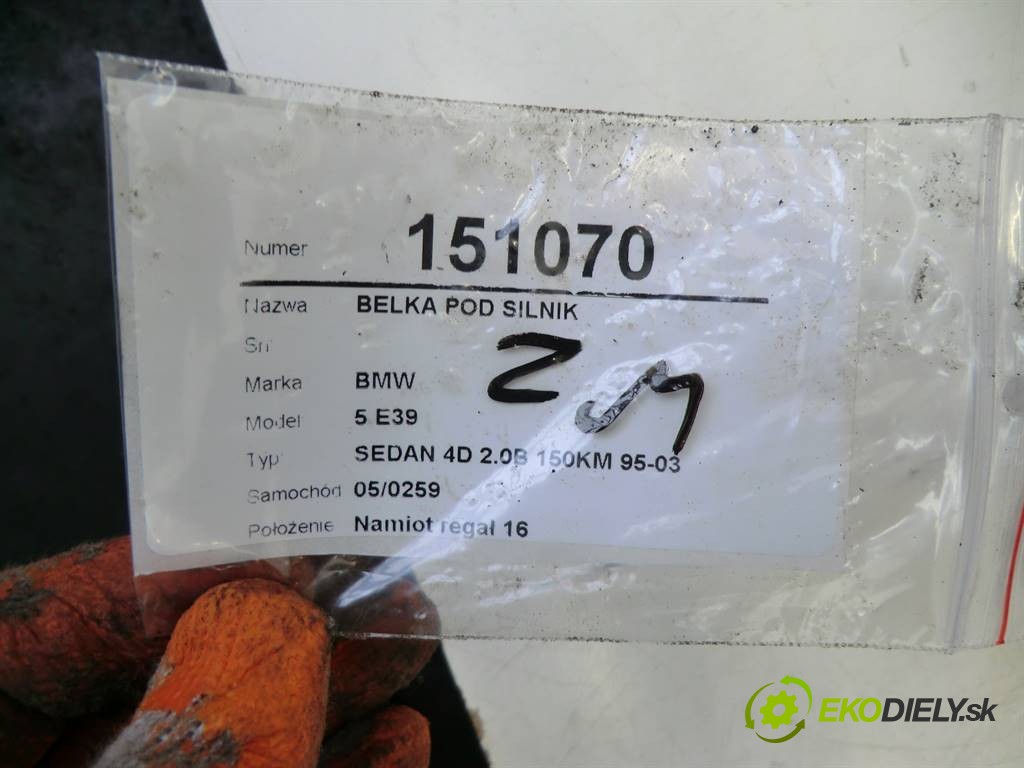 Numer 151070
Nazwa BELKA POD SILNIK
Sn
Marka BMW
Model 5 E39
Typ SEDAN 4D 2.0B 150KM 95-03
Samochód 05/0259
Położenie Namiot regał 16
EKODIELY.sk